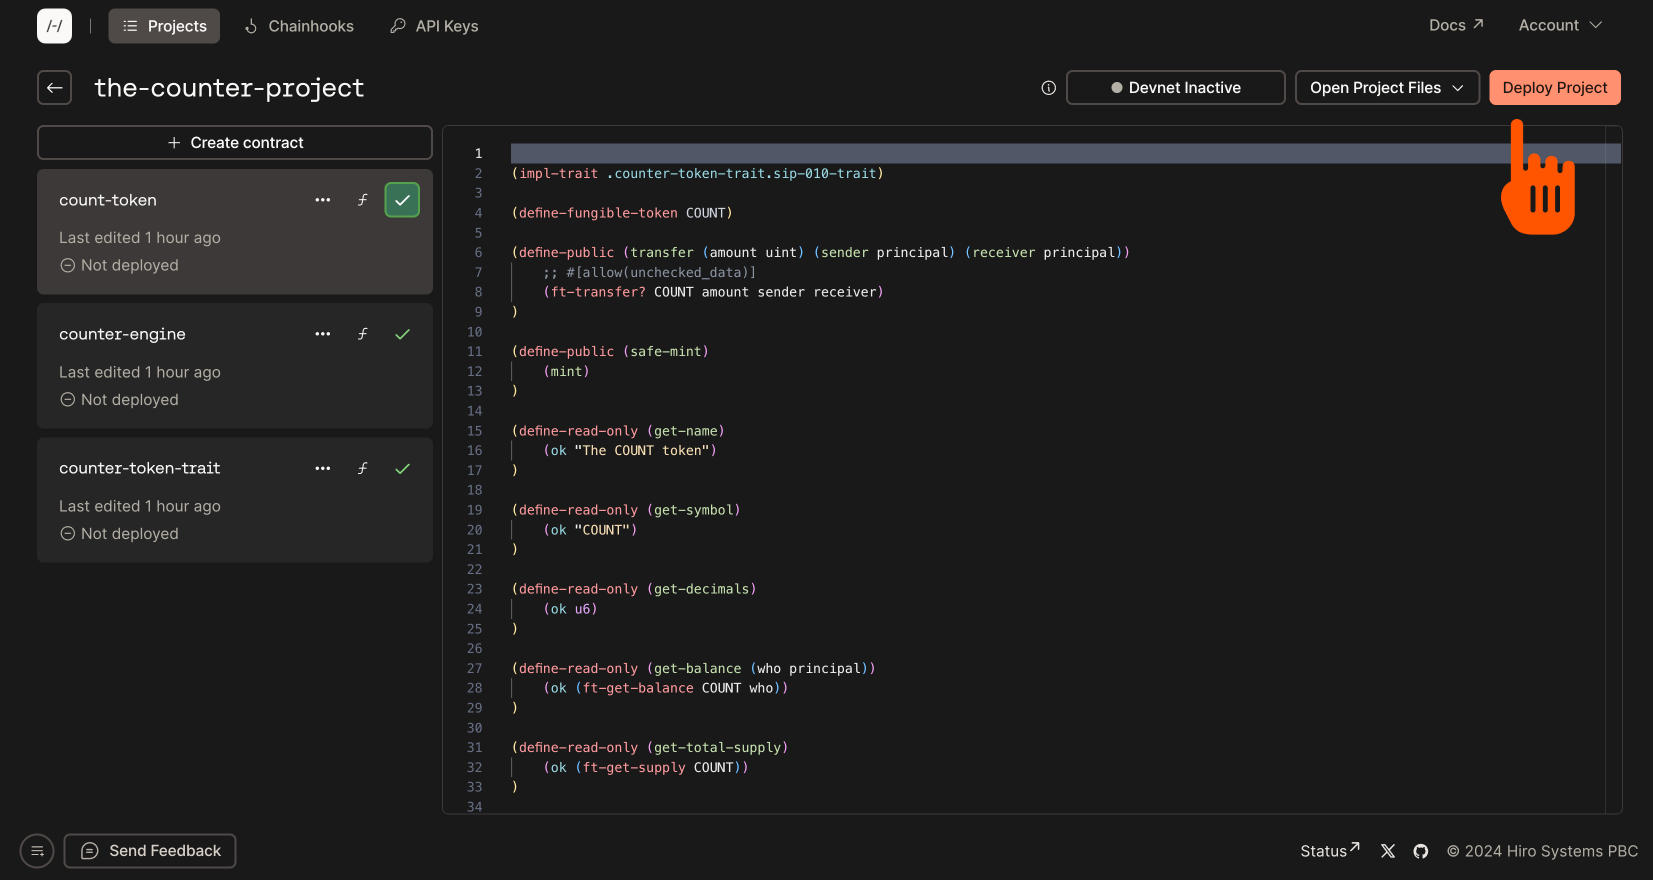 /-/ Projects Chainhooks API Keys Docs Account
the-counter-project Devnet Inactive Open Project Files Deploy Project
Create contract
count-token
Last edited 1 hour ago
Not deployed
counter-engine
Last edited 1 hour ago
Not deployed
counter-token-trait
Last edited 1 hour ago
Not deployed
1
2 (impl-trait .counter-token-trait.sip-010-trait)
3
4 (define-fungible-token COUNT)
5
6 (define-public (transfer (amount uint) (sender principal) (receiver principal))
7 ;; #[allow(unchecked_data)]
8 (ft-transfer? COUNT amount sender receiver)
9 )
10
11 (define-public (safe-mint)
12 (mint)
13 )
14
15 (define-read-only (get-name)
16 (ok "The COUNT token")
17 )
18
19 (define-read-only (get-symbol)
20 (ok "COUNT")
21 )
22
23 (define-read-only (get-decimals)
24 (ok u6)
25 )
26
27 (define-read-only (get-balance (who principal))
28 (ok (ft-get-balance COUNT who))
29 )
30
31 (define-read-only (get-total-supply)
32 (ok (ft-get-supply COUNT))
33 )
34
Send Feedback Status © 2024 Hiro Systems PBC